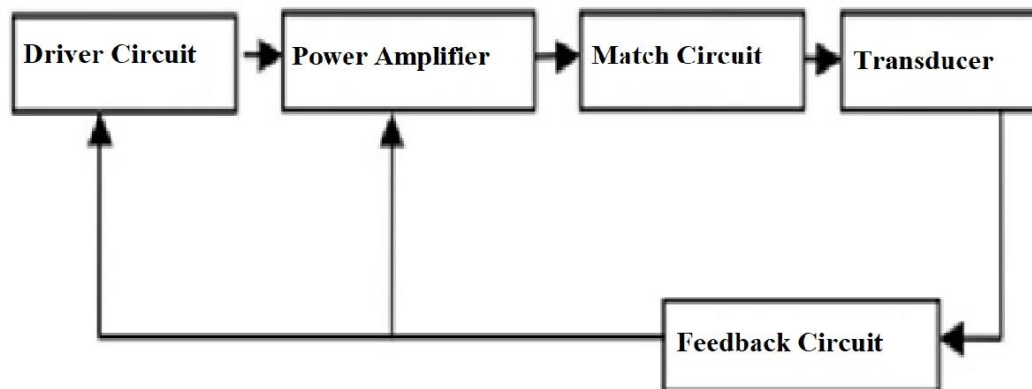 Driver Circuit
Power Amplifier
Match Circuit
Transducer
Feedback Circuit